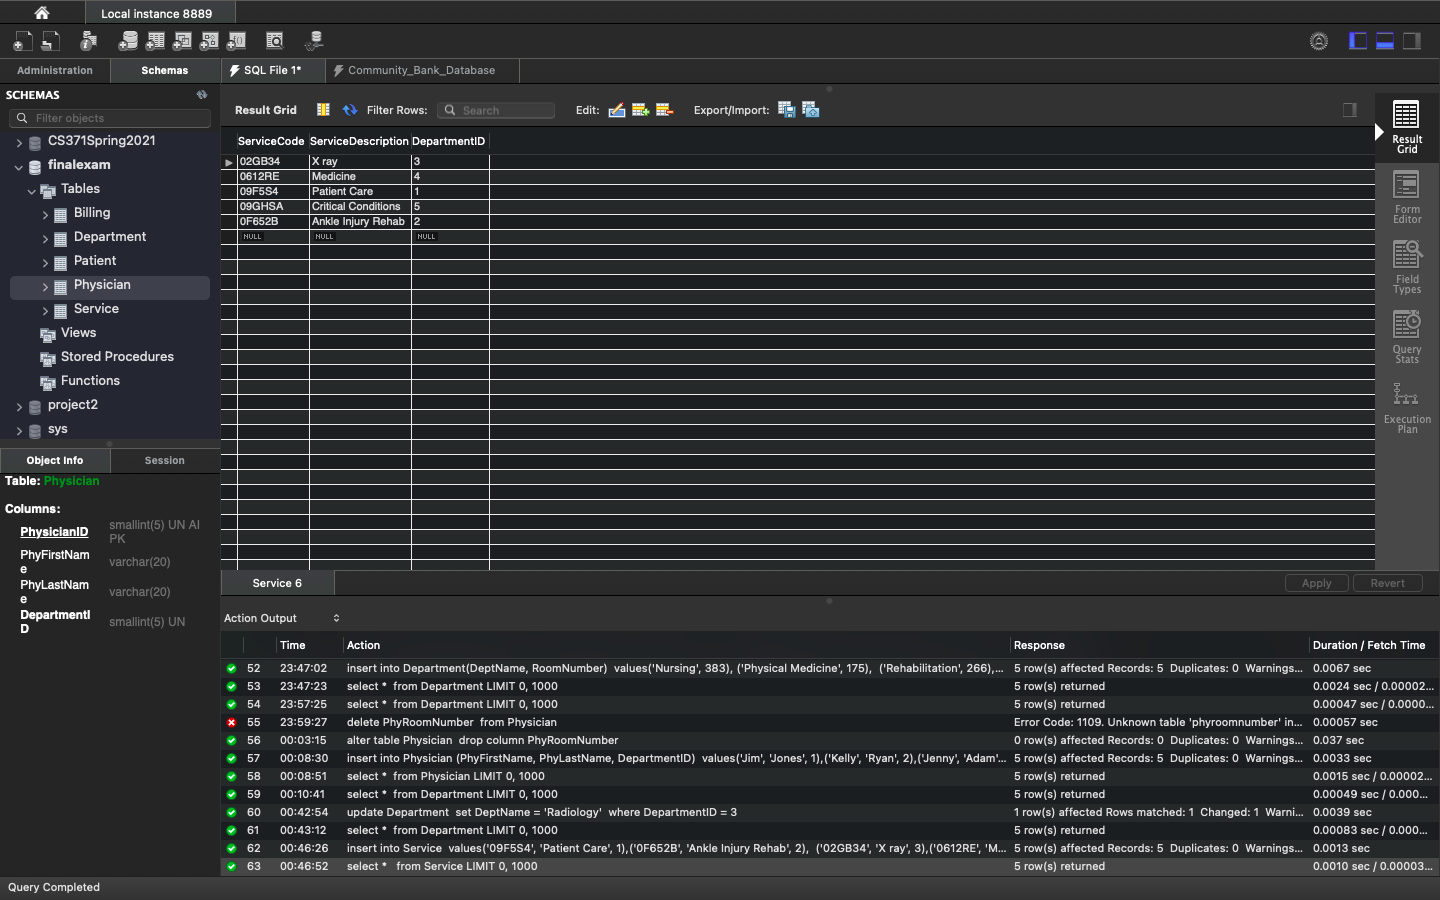 Local instance 8889
Administration
Schemas
SQL File 1*
Community_Bank_Database
SCHEMAS
Filter objects
CS371Spring2021
finalexam
Tables
Billing
Department
Patient
Physician
Service
Views
Stored Procedures
Functions
project2
sys
Object Info
Session
Table: Physician
Columns:
PhysicianID smallint(5) UN AI PK
PhyFirstName varchar(20)
PhyLastName varchar(20)
DepartmentID smallint(5) UN
Result Grid
Filter Rows:
Search
Edit:
Export/Import:
ServiceCode ServiceDescription DepartmentID
02GB34 X ray 3
0612RE Medicine 4
09F5S4 Patient Care 1
09GHSA Critical Conditions 5
0F652B Ankle Injury Rehab 2
NULL NULL NULL
Result Grid
Form Editor
Field Types
Query Stats
Execution Plan
Service 6
Apply
Revert
Action Output
Time Action Response Duration / Fetch Time
52 23:47:02 insert into Department(DeptName, RoomNumber) values('Nursing', 383), ('Physical Medicine', 175), ('Rehabilitation', 266),... 5 row(s) affected Records: 5 Duplicates: 0 Warnings... 0.0067 sec
53 23:47:23 select * from Department LIMIT 0, 1000 5 row(s) returned 0.0024 sec / 0.00002...
54 23:57:25 select * from Department LIMIT 0, 1000 5 row(s) returned 0.00047 sec / 0.0000...
55 23:59:27 delete PhyRoomNumber from Physician Error Code: 1109. Unknown table 'phyroomnumber' in... 0.00057 sec
56 00:03:15 alter table Physician drop column PhyRoomNumber 0 row(s) affected Records: 0 Duplicates: 0 Warnings... 0.037 sec
57 00:08:30 insert into Physician (PhyFirstName, PhyLastName, DepartmentID) values('Jim', 'Jones', 1),('Kelly', 'Ryan', 2),('Jenny', 'Adam'... 5 row(s) affected Records: 5 Duplicates: 0 Warnings... 0.0033 sec
58 00:08:51 select * from Physician LIMIT 0, 1000 5 row(s) returned 0.0015 sec / 0.00002...
59 00:10:41 select * from Department LIMIT 0, 1000 5 row(s) returned 0.00049 sec / 0.000...
60 00:42:54 update Department set DeptName = 'Radiology' where DepartmentID = 3 1 row(s) affected Rows matched: 1 Changed: 1 Warni... 0.0039 sec
61 00:43:12 select * from Department LIMIT 0, 1000 5 row(s) returned 0.00083 sec / 0.000...
62 00:46:26 insert into Service values('09F5S4', 'Patient Care', 1),('0F652B', 'Ankle Injury Rehab', 2), ('02GB34', 'X ray', 3),('0612RE', 'M... 5 row(s) affected Records: 5 Duplicates: 0 Warnings... 0.0013 sec
63 00:46:52 select * from Service LIMIT 0, 1000 5 row(s) returned 0.0010 sec / 0.00003...
Query Completed